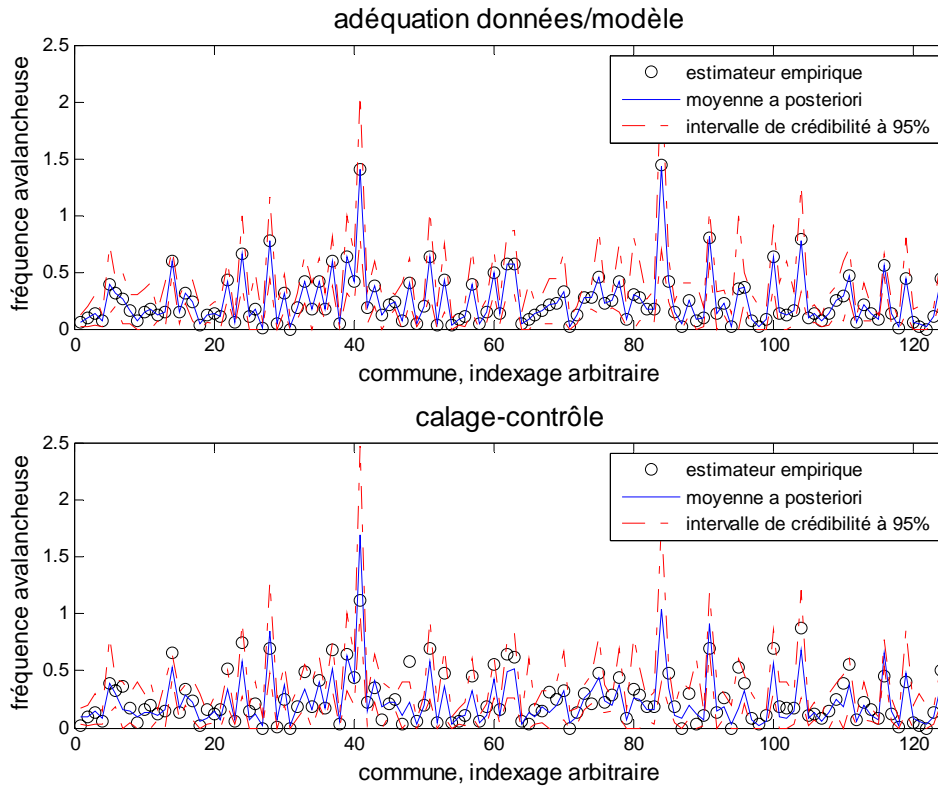 adéquation données/modèle
2.5
2
1.5
1
0.5
0
fréquence avalancheuse
estimateur empirique
moyenne a posteriori
intervalle de crédibilité à 95%
0 20 40 60 80 100 120
commune, indexage arbitraire
calage-contrôle
2.5
2
1.5
1
0.5
0
fréquence avalancheuse
estimateur empirique
moyenne a posteriori
intervalle de crédibilité à 95%
0 20 40 60 80 100 120
commune, indexage arbitraire